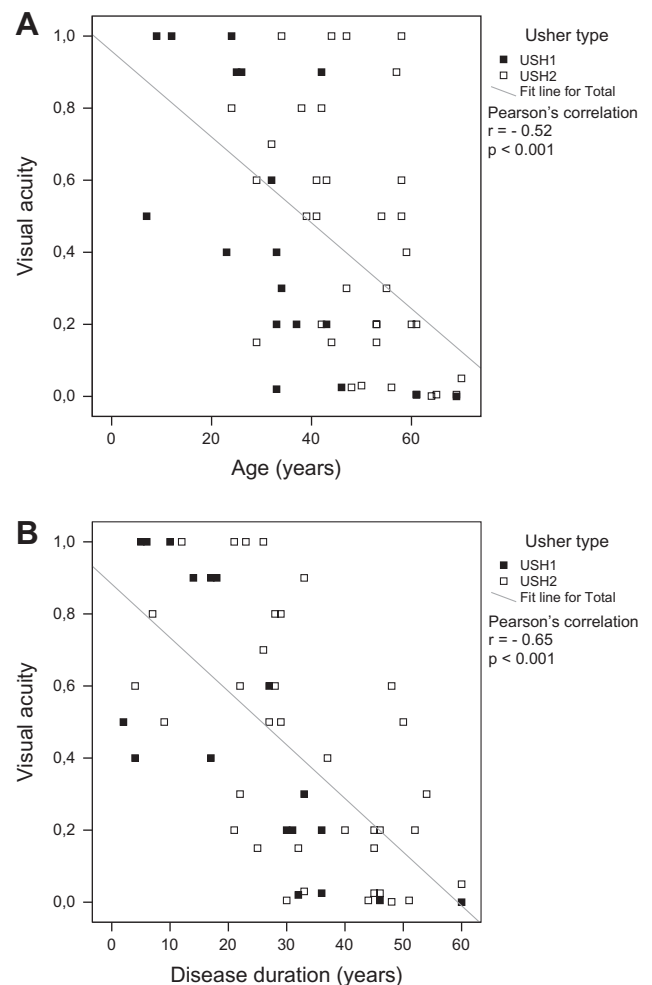 A
Usher type
USH1
USH2
Fit line for Total
Pearson's correlation
r = - 0.52
p < 0.001
Visual acuity
1,0
0,8
0,6
0,4
0,2
0,0
0 20 40 60
Age (years)
B
Usher type
USH1
USH2
Fit line for Total
Pearson's correlation
r = - 0.65
p < 0.001
Visual acuity
1,0
0,8
0,6
0,4
0,2
0,0
0 10 20 30 40 50 60
Disease duration (years)